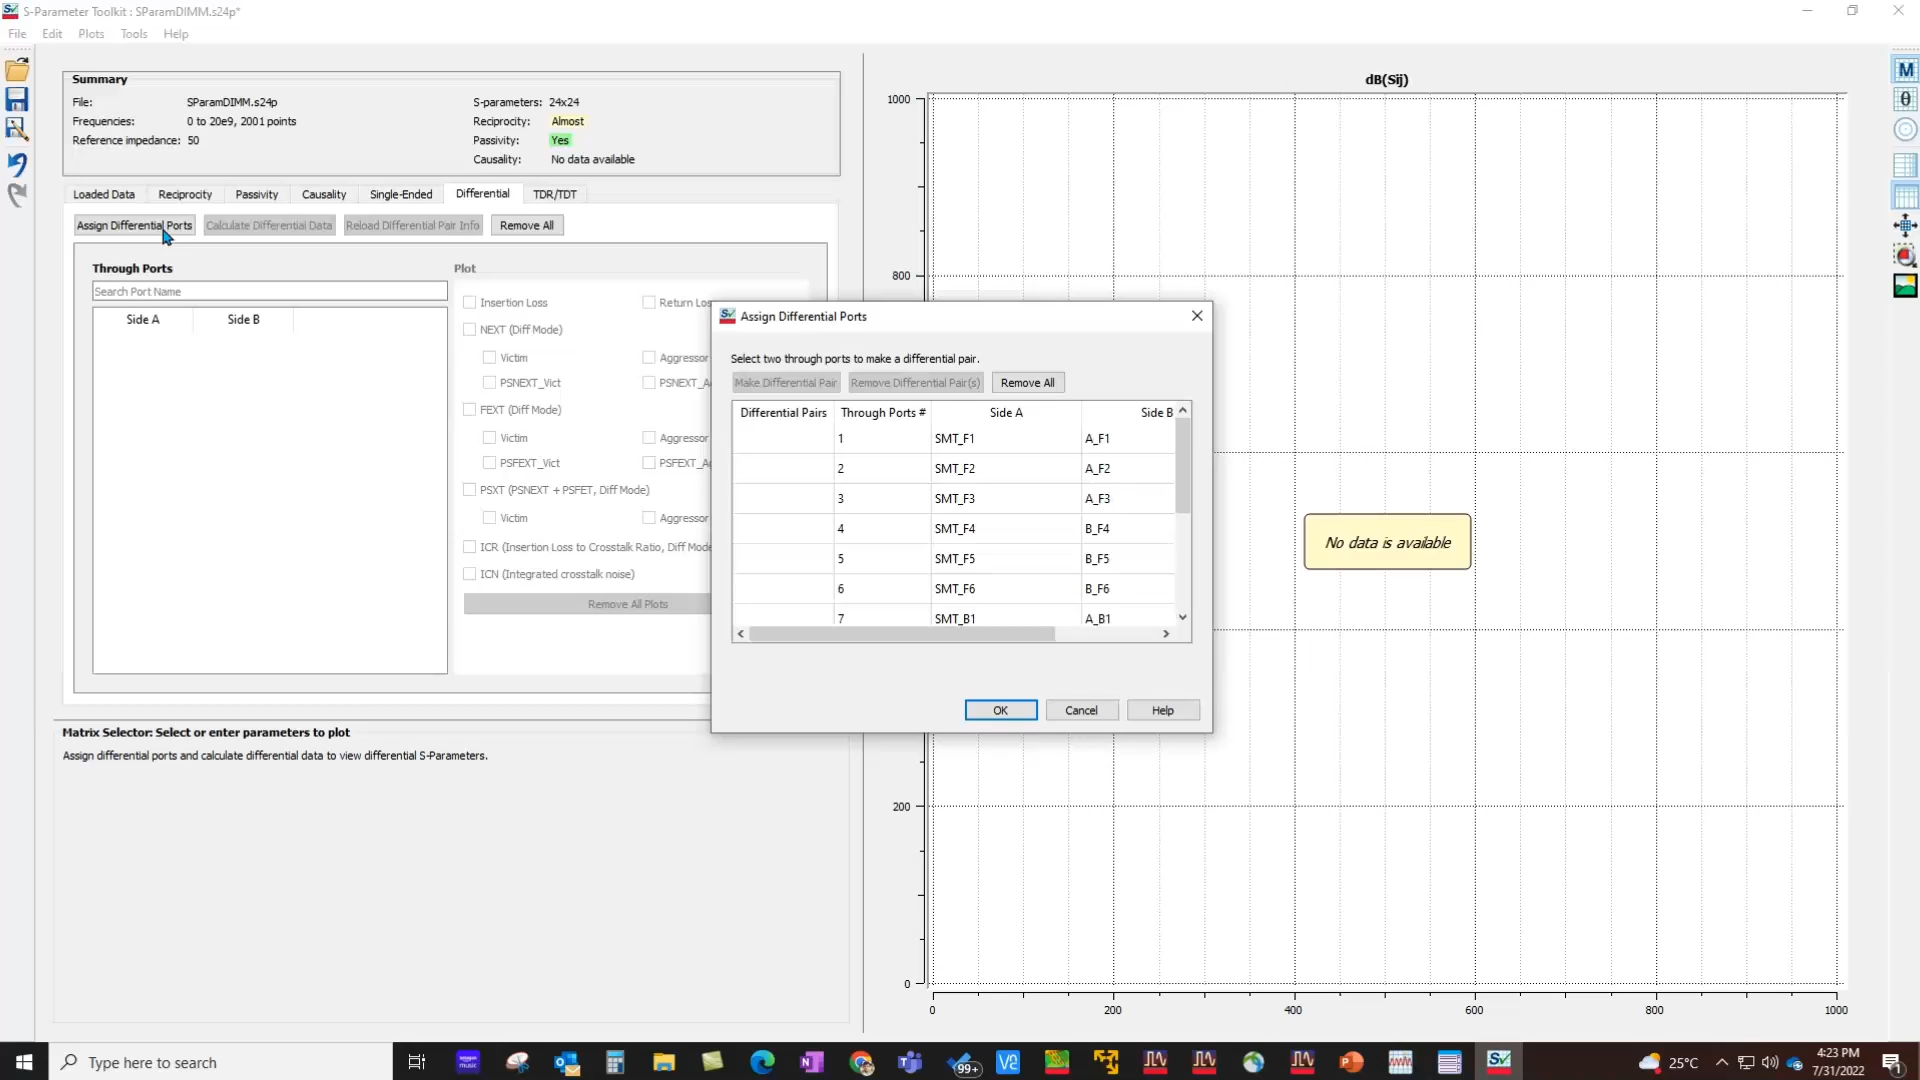 S-Parameter Toolkit : SParamDIMM.s24p*
File Edit Plots Tools Help
Summary
File: SParamDIMM.s24p
Frequencies: 0 to 20e9, 2001 points
Reference impedance: 50
S-parameters: 24x24
Reciprocity: Almost
Passivity: Yes
Causality: No data available
Loaded Data Reciprocity Passivity Causality Single-Ended Differential TDR/TDT
Assign Differential Ports Calculate Differential Data Reload Differential Pair Info Remove All
Through Ports
Search Port Name
Side A Side B
Plot
Insertion Loss Return Los
NEXT (Diff Mode)
Victim Aggressor
PSNEXT_Vict PSNEXT_A
FEXT (Diff Mode)
Victim Aggressor
PSFEXT_Vict PSFEXT_A
PSXT (PSNEXT + PSFET, Diff Mode)
Victim Aggressor
ICR (Insertion Loss to Crosstalk Ratio, Diff Mode
ICN (Integrated crosstalk noise)
Remove All Plots
Matrix Selector: Select or enter parameters to plot
Assign differential ports and calculate differential data to view differential S-Parameters.
Assign Differential Ports
Select two through ports to make a differential pair.
Make Differential Pair Remove Differential Pair(s) Remove All
Differential Pairs Through Ports # Side A Side B
1 SMT_F1 A_F1
2 SMT_F2 A_F2
3 SMT_F3 A_F3
4 SMT_F4 B_F4
5 SMT_F5 B_F5
6 SMT_F6 B_F6
7 SMT_B1 A_B1
OK Cancel Help
dB(Sij)
1000
800
200
0
0 200 400 600 800 1000
No data is available
M
θ
Type here to search
99+
25°C
4:23 PM
7/31/2022
1